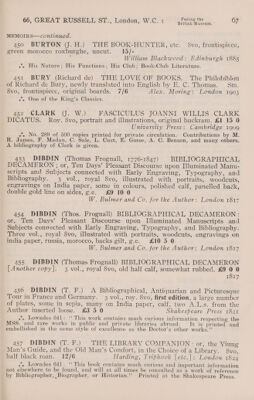 66, GREAT RUSSELL ST., London, W.C. 1
Facing the
British Museum.
67
MEMOIRS—continued.
450 BURTON (J. H.) THE BOOK-HUNTER, etc. 8vo, frontispiece,
green morocco roxburghe, uncut. 15/-
William Blackwood: Edinburgh 1885
∴ His Nature; His Functions; His Club; Book-Club Literature.
451 BURY (Richard de) THE LOVE OF BOOKS. The Philobiblon
of Richard de Bury, newly translated into English by E. C. Thomas. Sm.
8vo, frontispiece, original boards. 7/6 Alex. Moring: London 1903
∴ One of the King's Classics.
452 CLARK (J. W.) FASCICULUS JOANNI WILLIS CLARK
DICATUS. Roy. 8vo, portrait and illustrations, original backram £1 15 0
University Press: Cambridge 1909
∴ No. 286 of 500 copies printed for private circulation. Contributions by M.
R. James, F. Madan, C. Sayle, L. Cust, E. Gosse, A. C. Benson, and many others.
A bibliography of Clark is given.
453 DIBDIN (Thomas Frognall, 1776-1847) BIBLIOGRAPHICAL
DECAMERON; or, Ten Days' Pleasant Discourse upon Illuminated Manu-
scripts and Subjects connected with Early Engraving, Typography, and
Bibliography. 3 vol., royal 8vo, illustrated with portraits, woodcuts,
engravings on India paper, some in colours, polished calf, panelled back,
double gold line on sides, g.e. £9 10 0
W. Bulmer and Co. for the Author: London 1817
454 DIBDIN (Thos. Frognall) BIBLIOGRAPHICAL DECAMERON:
or, Ten Days' Pleasant Discourse upon Illuminated Manuscripts and
Subjects connected with Early Engraving, Typography, and Bibliography.
Three vol., royal 8vo, illustrated with portraits, woodcuts, engravings on
India paper, russia, morocco, backs gilt, g.e. £10 5 0
W. Bulmer and Co. for the Author: London 1817
455 DIBDIN (Thomas Frognall) BIBLIOGRAPHICAL DECAMERON
[Another copy]. 3 vol., royal 8vo, old half calf, somewhat rubbed. £9 0 0
1817
456 DIBDIN (T. F.) A Bibliographical, Antiquarian and Picturesque
Tour in France and Germany. 3 vol., roy. 8vo, first edition, a large number
of plates, some in sepia, many on India paper, calf, two A.L.s. from the
Author inserted loose. £3 5 0 Shakespeare Press 1821
∴ Lowndes 641: "This work contains much curious information respecting the
MSS. and rare works in public and private libraries abroad. It is printed and
embellished in the same style of excellence as the Doctor's other works."
457 DIBDIN (T. F.) THE LIBRARY COMPANION: or, the Young
Man's Guide, and the Old Man's Comfort, in the Choice of a Library. 8vo,
half black roan. 12/6 Harding, Triphook [etc.]: London 1824
∴ Lowndes 641: "This book contains much curious and important information
not elsewhere to be found, and will at all times be consulted as a work of reference
by Bibliographer, Biographer, or Historian." Printed at the Shakespeare Press.